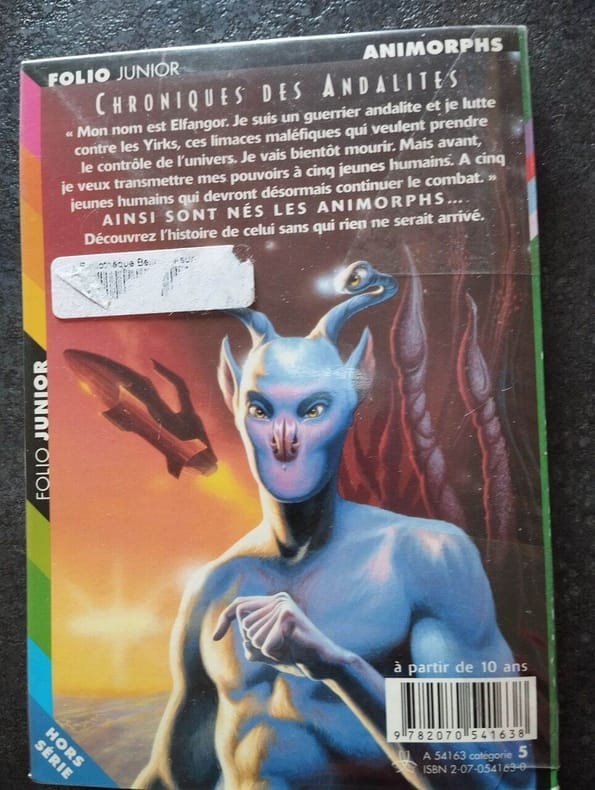 FOLIO JUNIOR
ANIMORPHS
CHRONIQUES DES ANDALITES
« Mon nom est Elfangor. Je suis un guerrier andalite et je lutte
contre les Yirks, ces limaces maléfiques qui veulent prendre
le contrôle de l'univers. Je vais bientôt mourir. Mais avant,
je veux transmettre mes pouvoirs à cinq jeunes humains. A cinq
jeunes humains qui devront désormais continuer le combat. »
AINSI SONT NÉS LES ANIMORPHS...
Découvrez l'histoire de celui sans qui rien ne serait arrivé.
FOLIO JUNIOR
à partir de 10 ans
9 782070 541638
A 54163 catégorie 5
ISBN 2-07-054163-0
HORS
SÉRIE